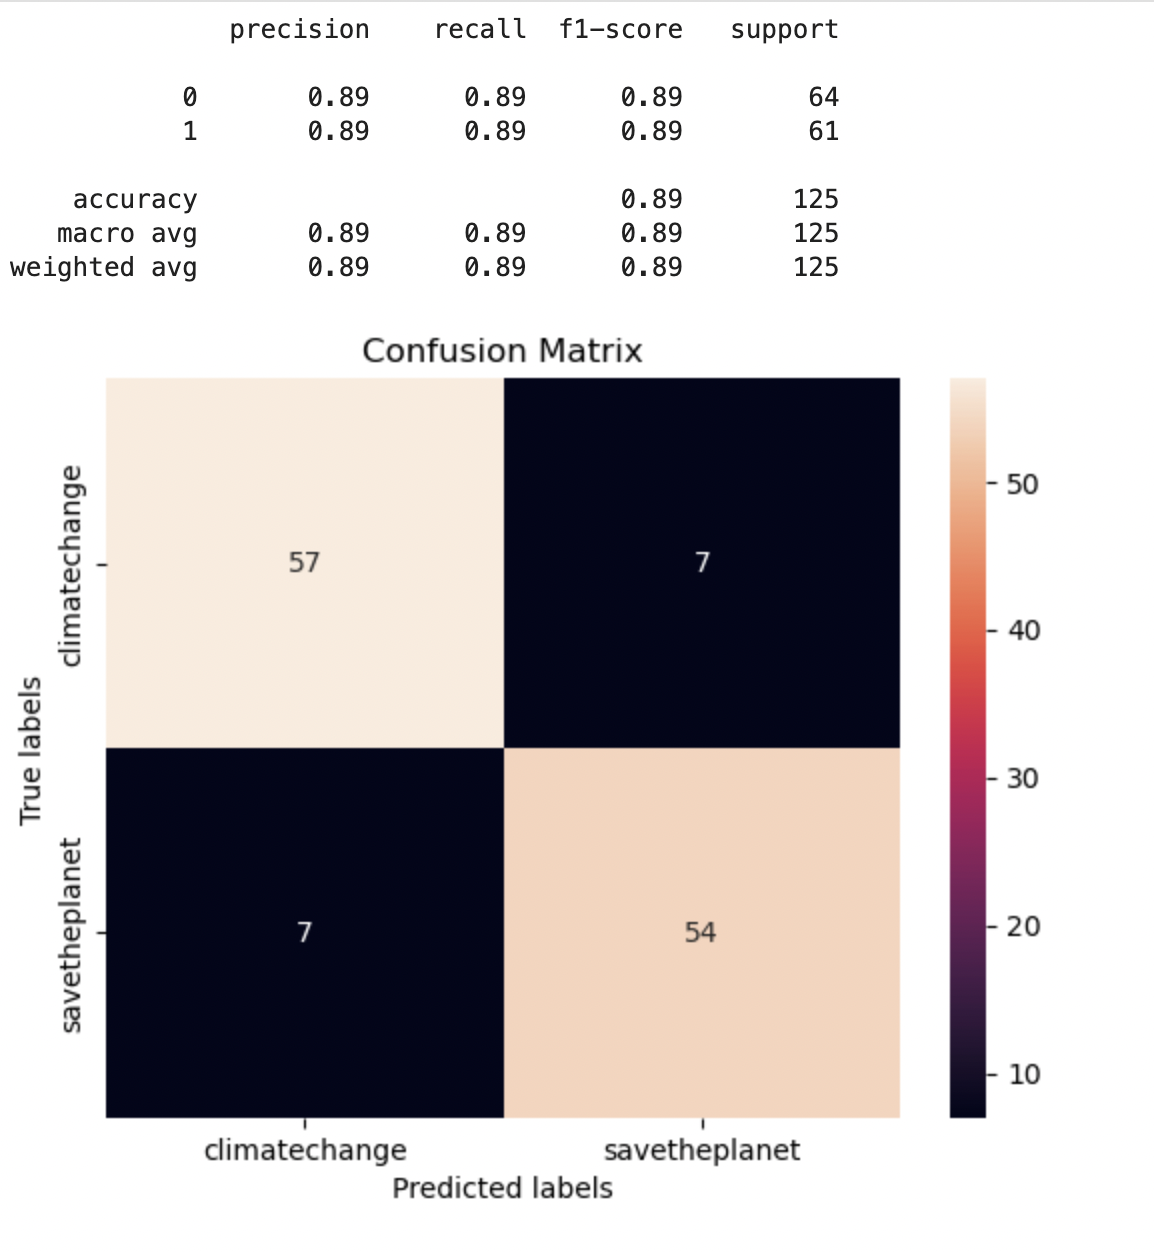 precision recall f1-score support
0 0.89 0.89 0.89 64
1 0.89 0.89 0.89 61
accuracy 0.89 125
macro avg 0.89 0.89 0.89 125
weighted avg 0.89 0.89 0.89 125
Confusion Matrix
True labels
climatechange
savetheplanet
57 7
7 54
climatechange savetheplanet
Predicted labels
50
40
30
20
10